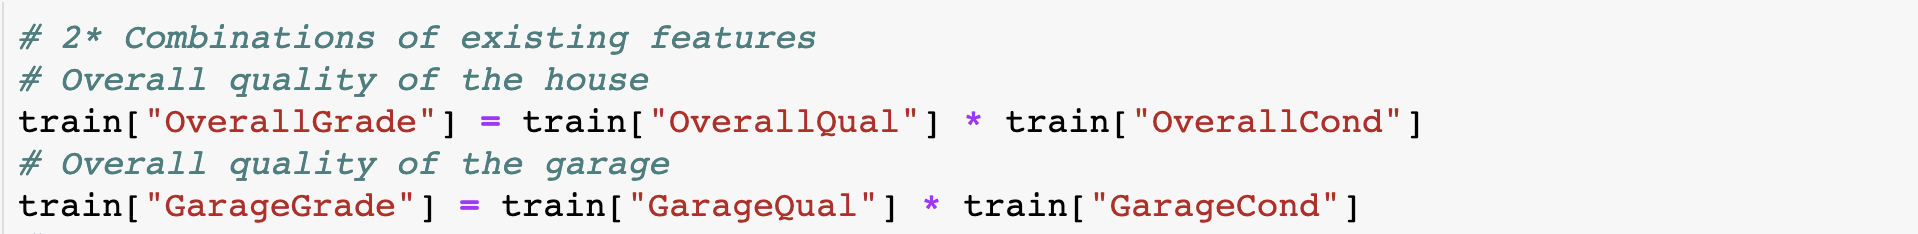 # 2* Combinations of existing features
# Overall quality of the house
train["OverallGrade"] = train["OverallQual"] * train["OverallCond"]
# Overall quality of the garage
train["GarageGrade"] = train["GarageQual"] * train["GarageCond"]